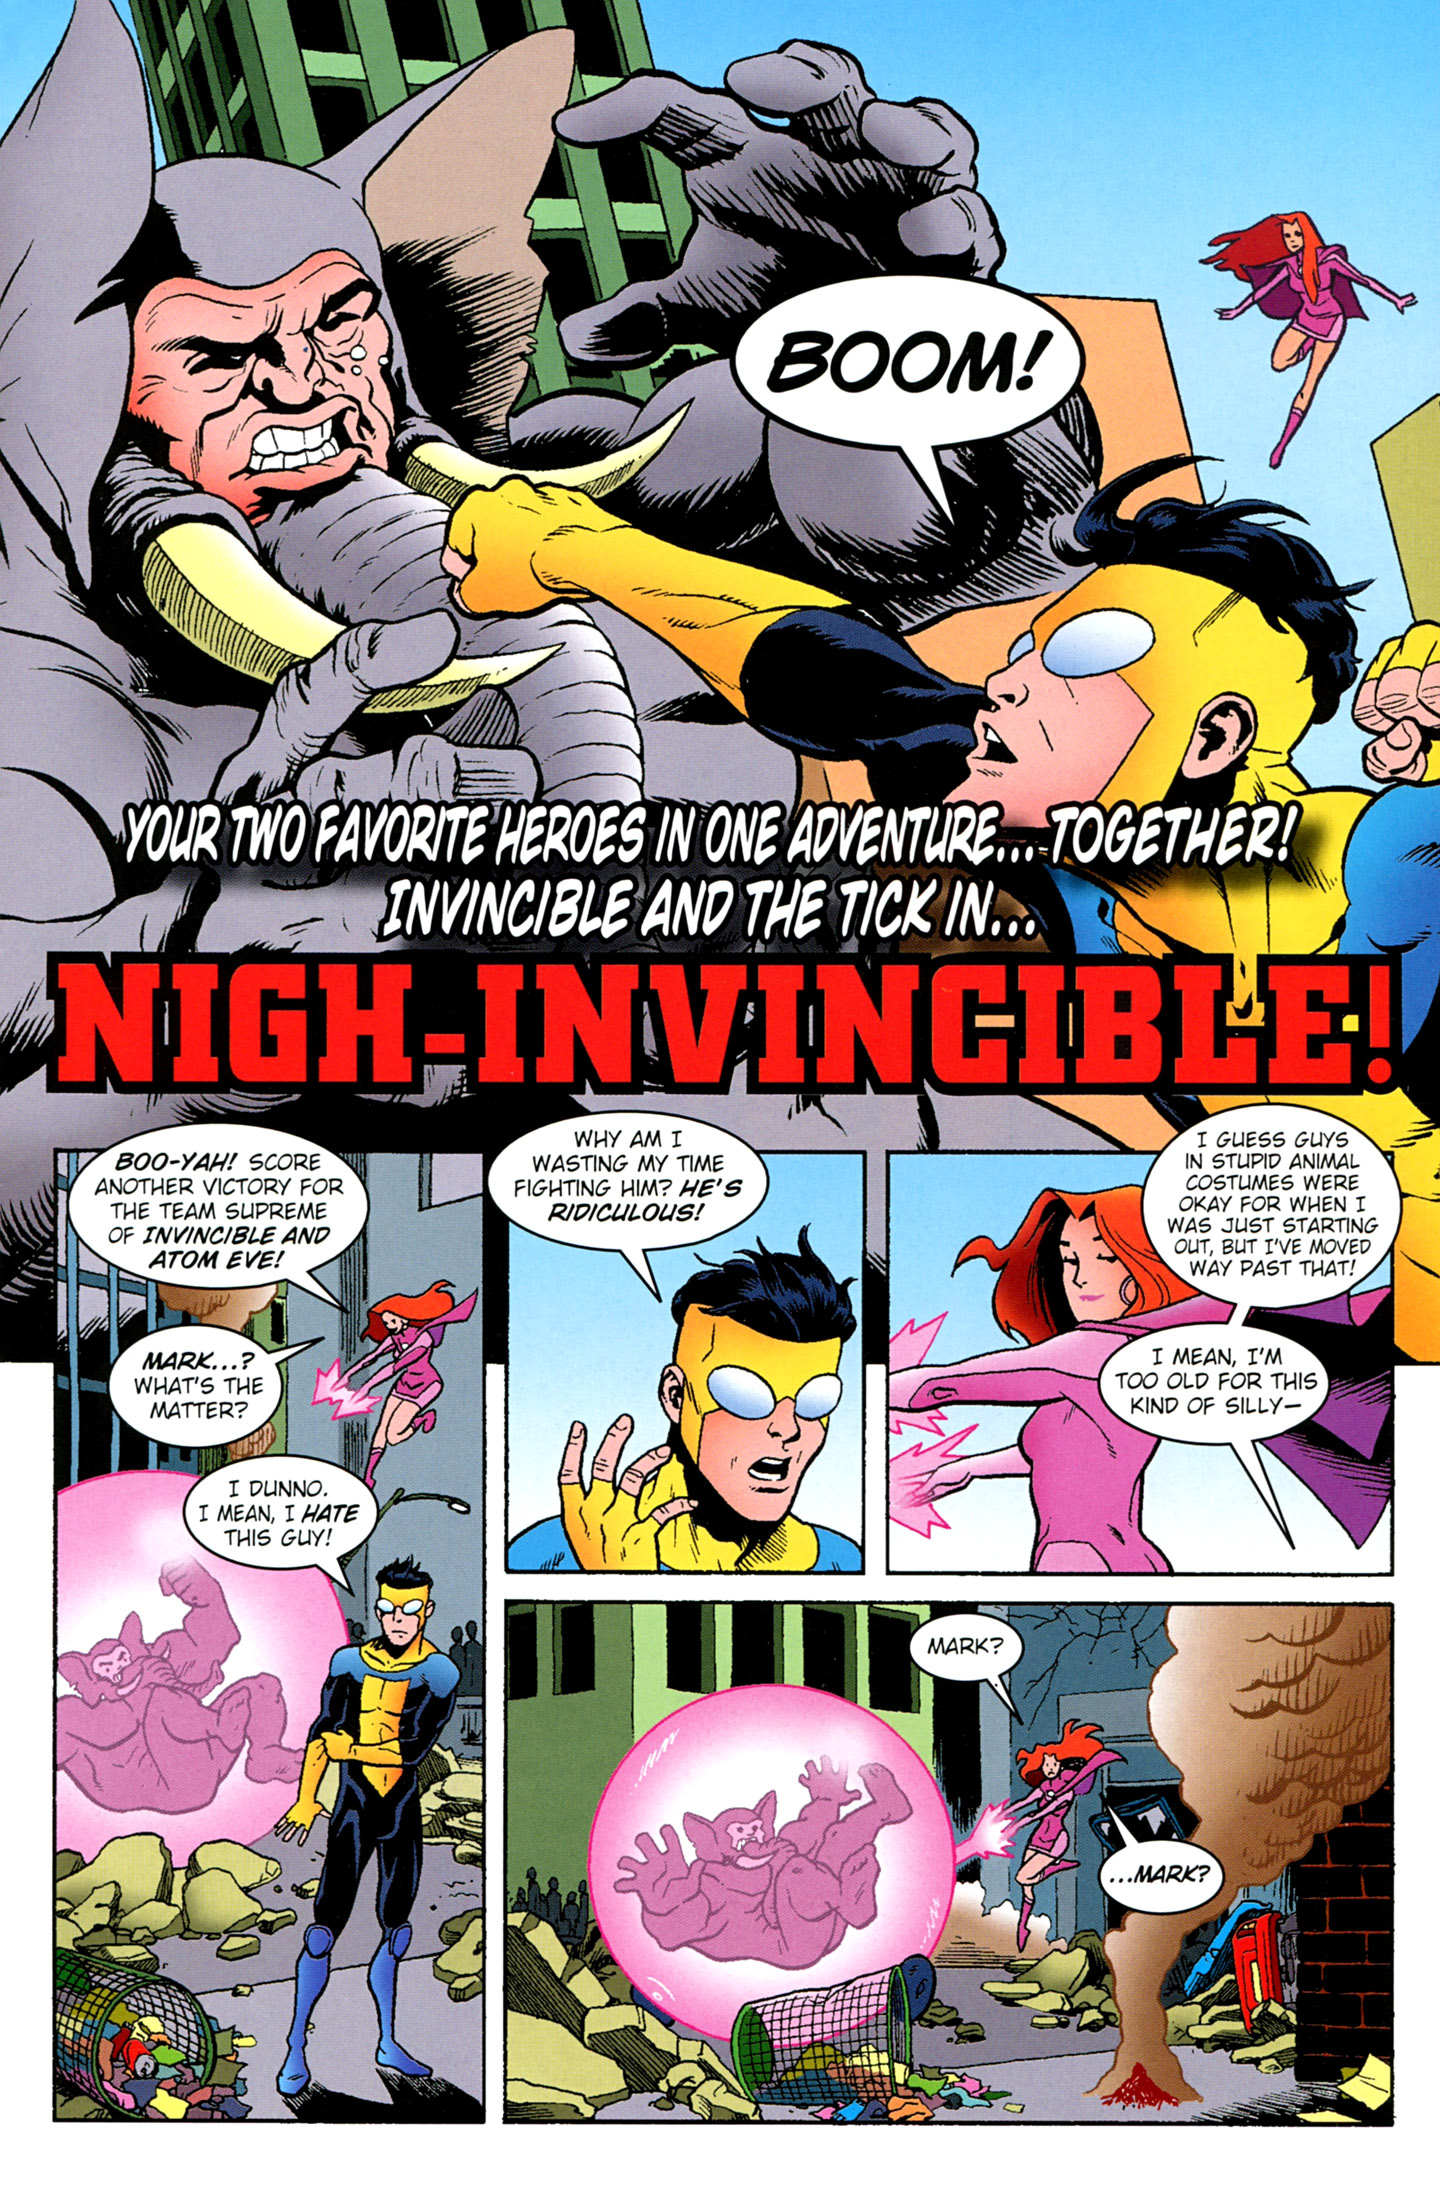 BOOM!
YOUR TWO FAVORITE HEROES IN ONE ADVENTURE... TOGETHER!
INVINCIBLE AND THE TICK IN...
NIGH-INVINCIBLE!
BOO-YAH! SCORE
ANOTHER VICTORY FOR
THE TEAM SUPREME
OF INVINCIBLE AND
ATOM EVE!
MARK...?
WHAT'S THE
MATTER?
I DUNNO.
I MEAN, I HATE
THIS GUY!
WHY AM I
WASTING MY TIME
FIGHTING HIM? HE'S
RIDICULOUS!
I GUESS GUYS
IN STUPID ANIMAL
COSTUMES WERE
OKAY FOR WHEN I
WAS JUST STARTING
OUT, BUT I'VE MOVED
WAY PAST THAT!
I MEAN, I'M
TOO OLD FOR THIS
KIND OF SILLY—
MARK?
...MARK?